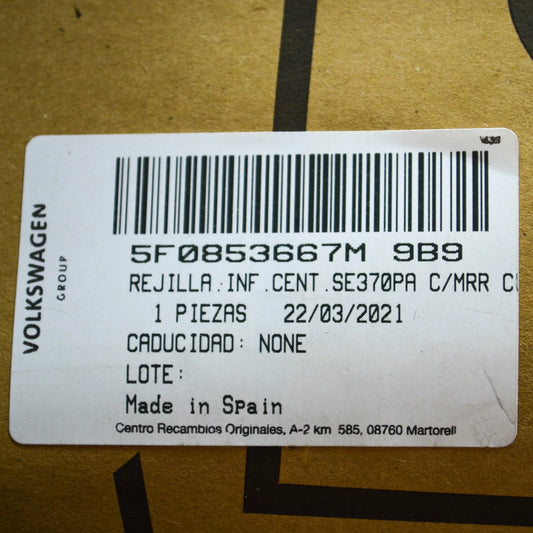 VOLKSWAGEN
GROUP
5F0853667M 9B9
REJILLA.INF.CENT.SE370PA C/MRR
1 PIEZAS 22/03/2021
CADUCIDAD: NONE
LOTE:
Made in Spain
Centro Recambios Originales, A-2 km 585, 08760 Martorell